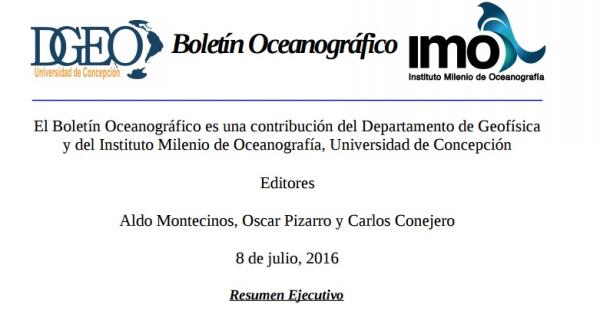 DGEO
Universidad de Concepción
Boletín Oceanográfico
imo
Instituto Milenio de Oceanografía
El Boletín Oceanográfico es una contribución del Departamento de Geofísica
y del Instituto Milenio de Oceanografía, Universidad de Concepción
Editores
Aldo Montecinos, Oscar Pizarro y Carlos Conejero
8 de julio, 2016
Resumen Ejecutivo